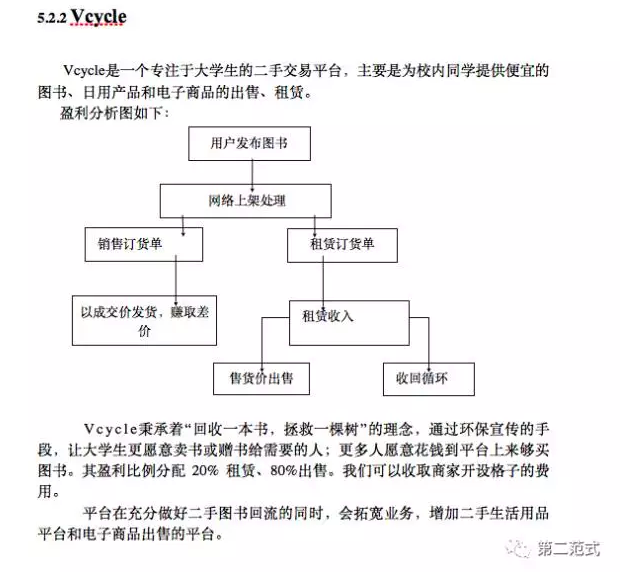 5.2.2 Vcycle
Vcycle是一个专注于大学生的二手交易平台，主要是为校内同学提供便宜的
图书、日用产品和电子商品的出售、租赁。
盈利分析图如下：
用户发布图书
网络上架处理
销售订货单
租赁订货单
以成交价发货，赚取差
价
租赁收入
售货价出售
收回循环
Vcycle秉承着“回收一本书，拯救一棵树”的理念，通过环保宣传的手
段，让大学生更愿意卖书或赠书给需要的人；更多人愿意花钱到平台上来够买
图书。其盈利比例分配 20% 租赁、80%出售。我们可以收取商家开设格子的费
用。
平台在充分做好二手图书回流的同时，会拓宽业务，增加二手生活用品
平台和电子商品出售的平台。
第二范式